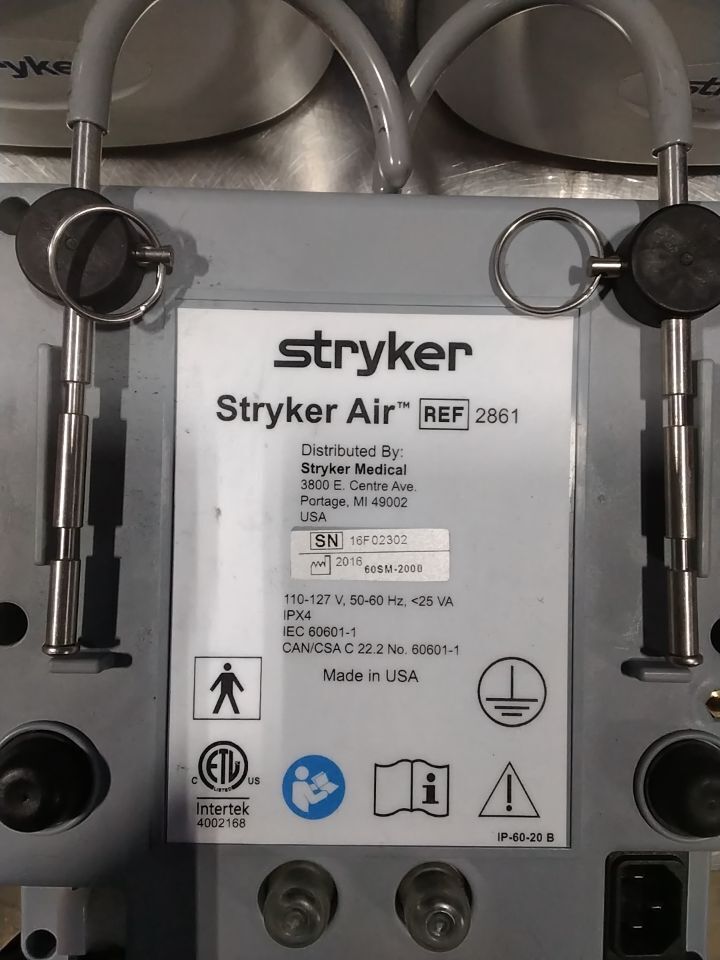 stryker
Stryker Air™ REF 2861
Distributed By:
Stryker Medical
3800 E. Centre Ave.
Portage, MI 49002
USA
SN 16F02302
2016 60SM-2000
110-127 V, 50-60 Hz, <25 VA
IPX4
IEC 60601-1
CAN/CSA C 22.2 No. 60601-1
Made in USA
C ETL US
LISTED
Intertek
4002168
i
IP-60-20 B